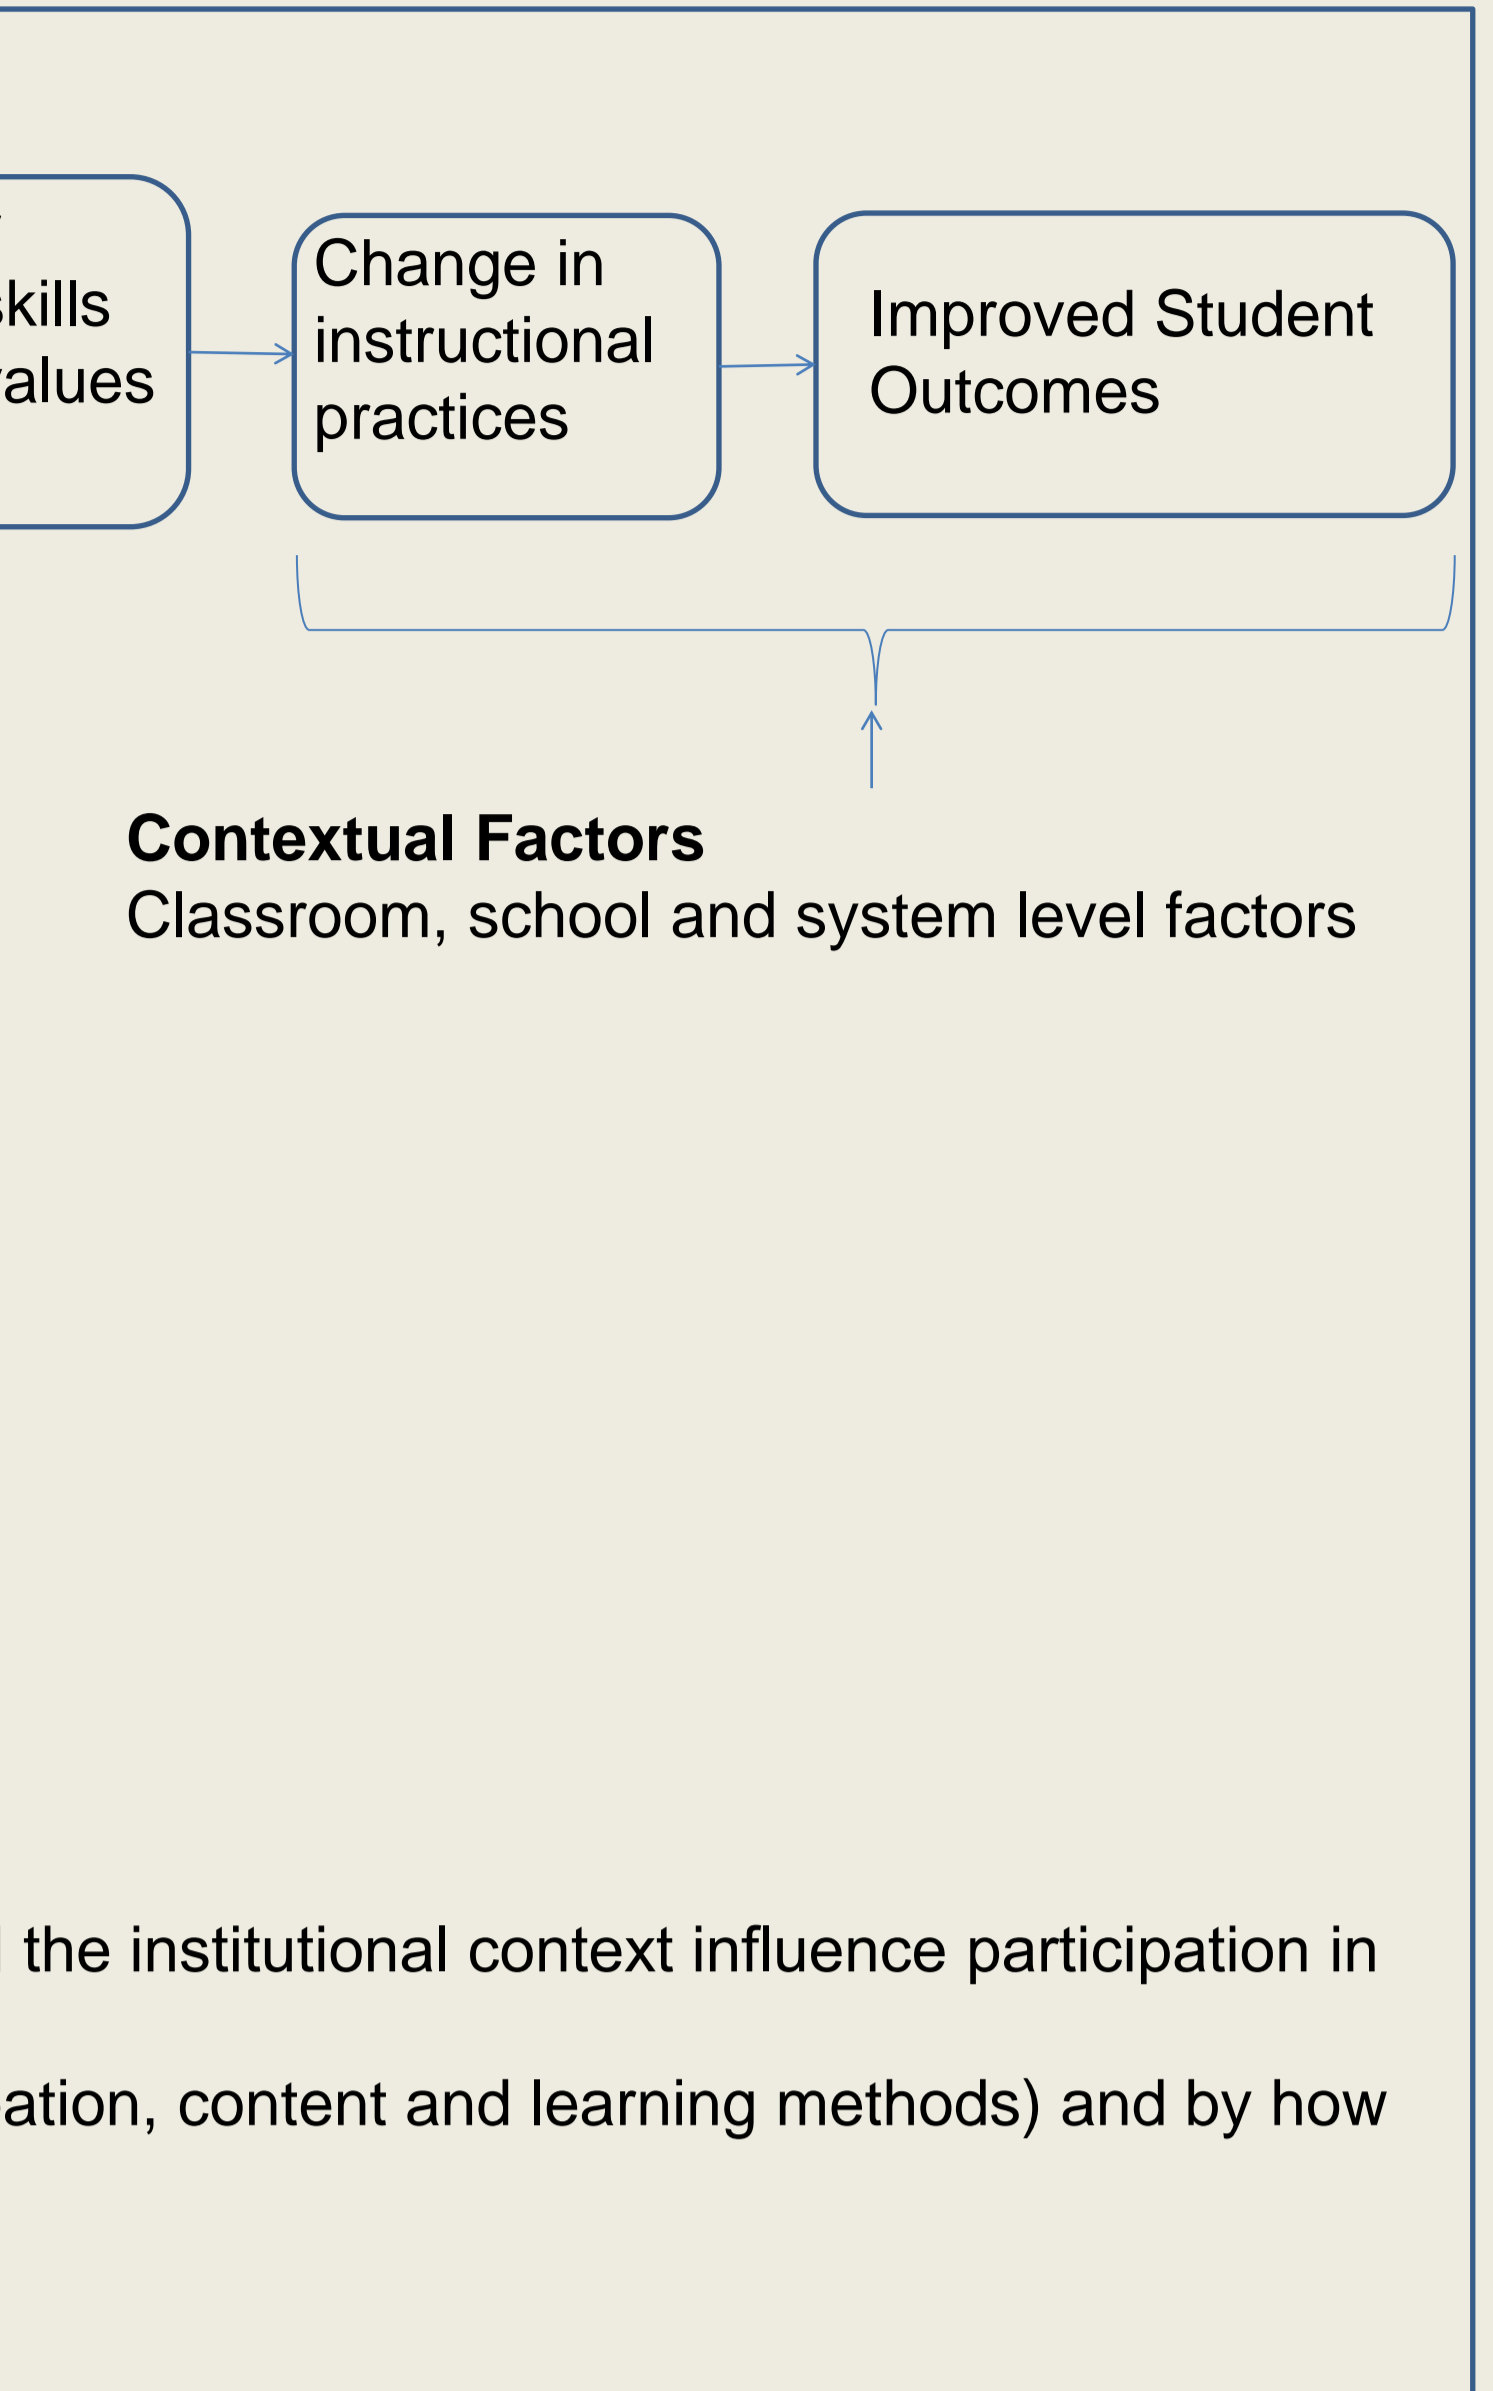 skills
values
Change in
instructional
practices
Improved Student
Outcomes
Contextual Factors
Classroom, school and system level factors
the institutional context influence participation in
ation, content and learning methods) and by how